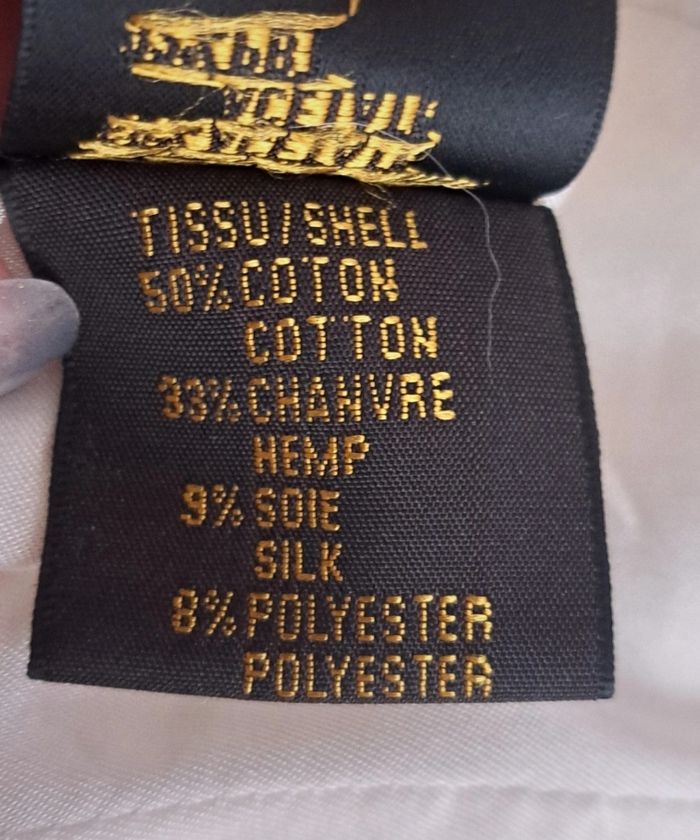 TISSU/SHELL
50% COTON
COTTON
33% CHANVRE
HEMP
9% SOIE
SILK
8% POLYESTER
POLYESTER